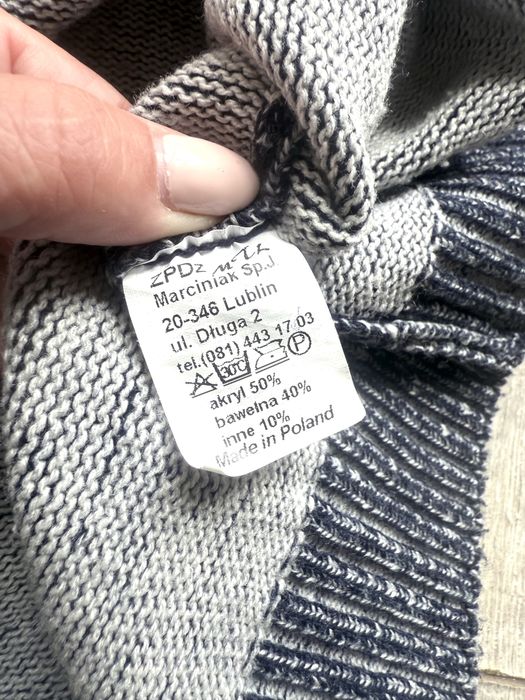 ZPDz
Marciniak Sp.J
20-346 Lublin
ul. Długa 2
tel.(081) 443 17 03
30°C P
akryl 50%
bawełna 40%
inne 10%
Made in Poland